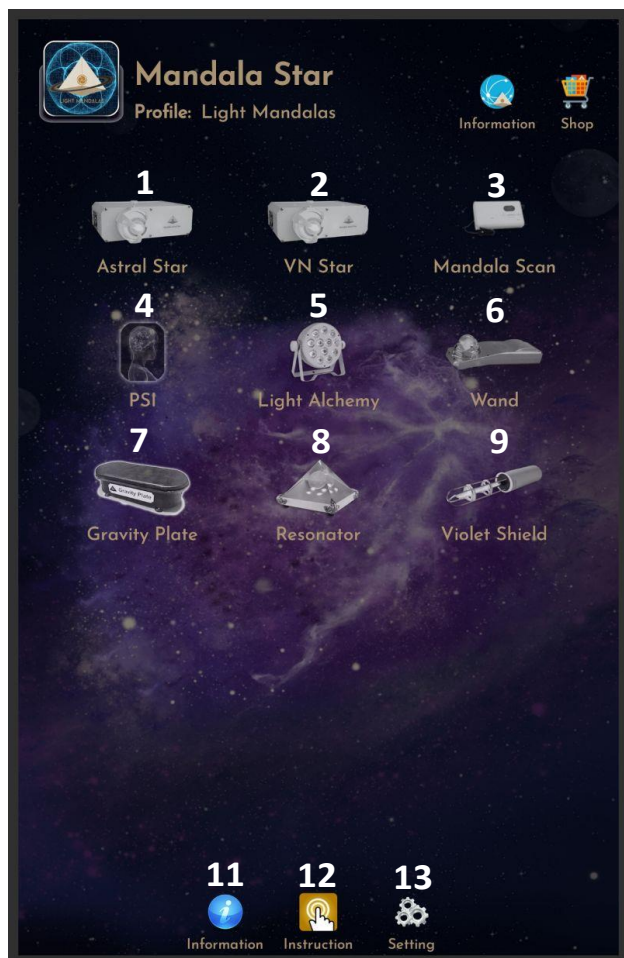 Mandala Star
Profile: Light Mandalas
LIGHT MANDALAS
Information Shop
1 2 3
Astral Star VN Star Mandala Scan
4 5 6
PSI Light Alchemy Wand
7 8 9
Gravity Plate
Gravity Plate Resonator Violet Shield
11 12 13
Information Instruction Setting